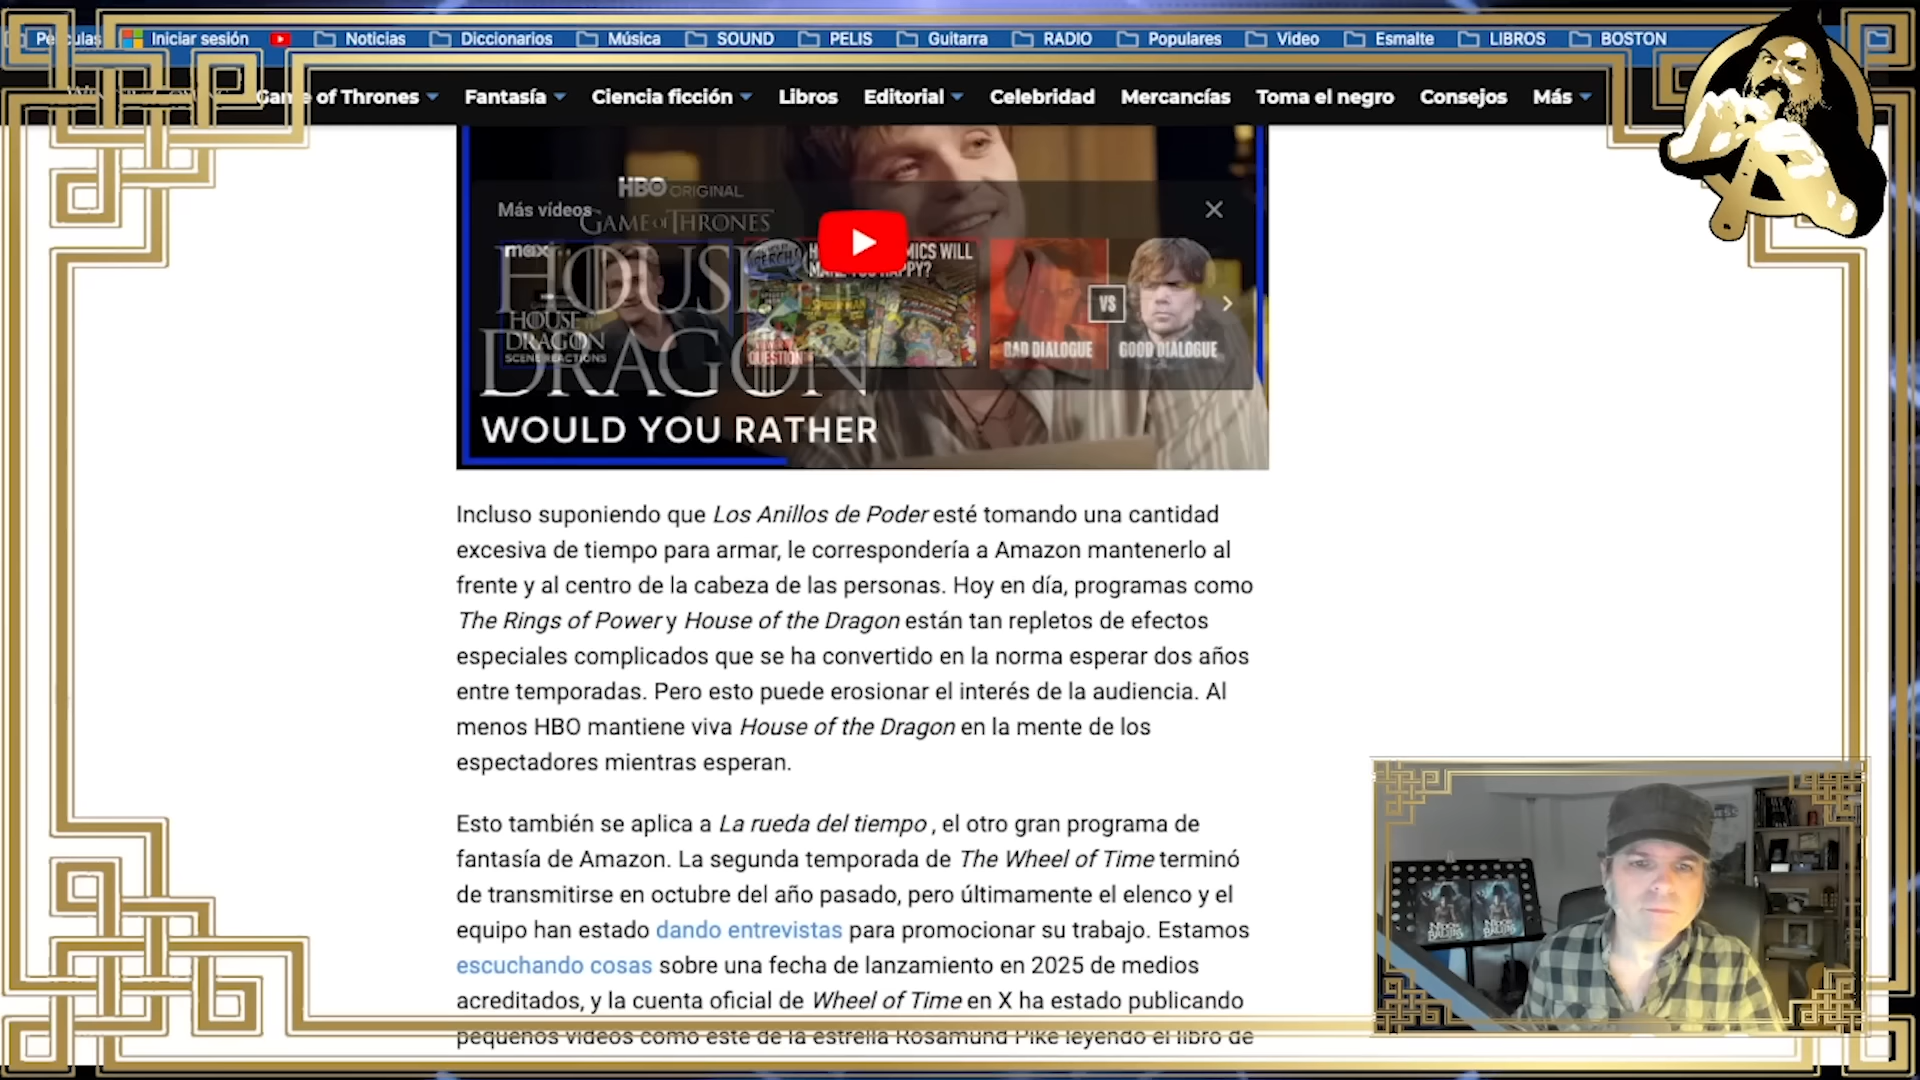 Películas Iniciar sesión Noticias Diccionarios Música SOUND PELIS Guitarra RADIO Populares Video Esmalte LIBROS BOSTON
Game of Thrones Fantasía Ciencia ficción Libros Editorial Celebridad Mercancías Toma el negro Consejos Más
HBO ORIGINAL
Más vídeos
GAME OF THRONES
max
HOUSE
DRAGON
HOUSE
DRAGON
SCENE REACTIONS
MICS WILL
QUESTION
VS
BAD DIALOGUE
GOOD DIALOGUE
WOULD YOU RATHER
Incluso suponiendo que Los Anillos de Poder esté tomando una cantidad
excesiva de tiempo para armar, le correspondería a Amazon mantenerlo al
frente y al centro de la cabeza de las personas. Hoy en día, programas como
The Rings of Power y House of the Dragon están tan repletos de efectos
especiales complicados que se ha convertido en la norma esperar dos años
entre temporadas. Pero esto puede erosionar el interés de la audiencia. Al
menos HBO mantiene viva House of the Dragon en la mente de los
espectadores mientras esperan.
Esto también se aplica a La rueda del tiempo , el otro gran programa de
fantasía de Amazon. La segunda temporada de The Wheel of Time terminó
de transmitirse en octubre del año pasado, pero últimamente el elenco y el
equipo han estado dando entrevistas para promocionar su trabajo. Estamos
escuchando cosas sobre una fecha de lanzamiento en 2025 de medios
acreditados, y la cuenta oficial de Wheel of Time en X ha estado publicando
pequeños vídeos como este de la estrella Rosamund Pike leyendo el libro de